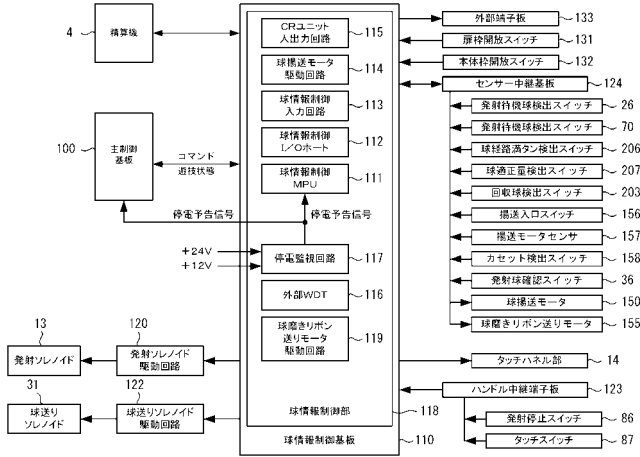 4
精算機
100
主制御
基板
コマンド
遊技状態
停電予告信号
停電予告信号
+24V
+12V
CRユニット
入出力回路
115
球揚送モータ
駆動回路
114
球情報制御
入力回路
113
球情報制御
I/Oポート
112
球情報制御
MPU
111
停電監視回路
117
外部WDT
116
球磨きリボン
送りモータ
駆動回路
119
球情報制御部
118
球情報制御基板
110
13
発射ソレノイド
120
発射ソレノイド
駆動回路
31
球送り
ソレノイド
122
球送りソレノイド
駆動回路
外部端子板
133
扉枠開放スイッチ
131
本体枠開放スイッチ
132
センサー中継基板
124
発射待機球検出スイッチ
26
発射待機球検出スイッチ
70
球経路満タン検出スイッチ
206
球適正量検出スイッチ
207
回収球検出スイッチ
203
揚送入口スイッチ
156
揚送モータセンサ
157
カセット検出スイッチ
158
発射球確認スイッチ
36
球揚送モータ
150
球磨きリボン送りモータ
155
タッチパネル部
14
ハンドル中継端子板
123
発射停止スイッチ
86
タッチスイッチ
87